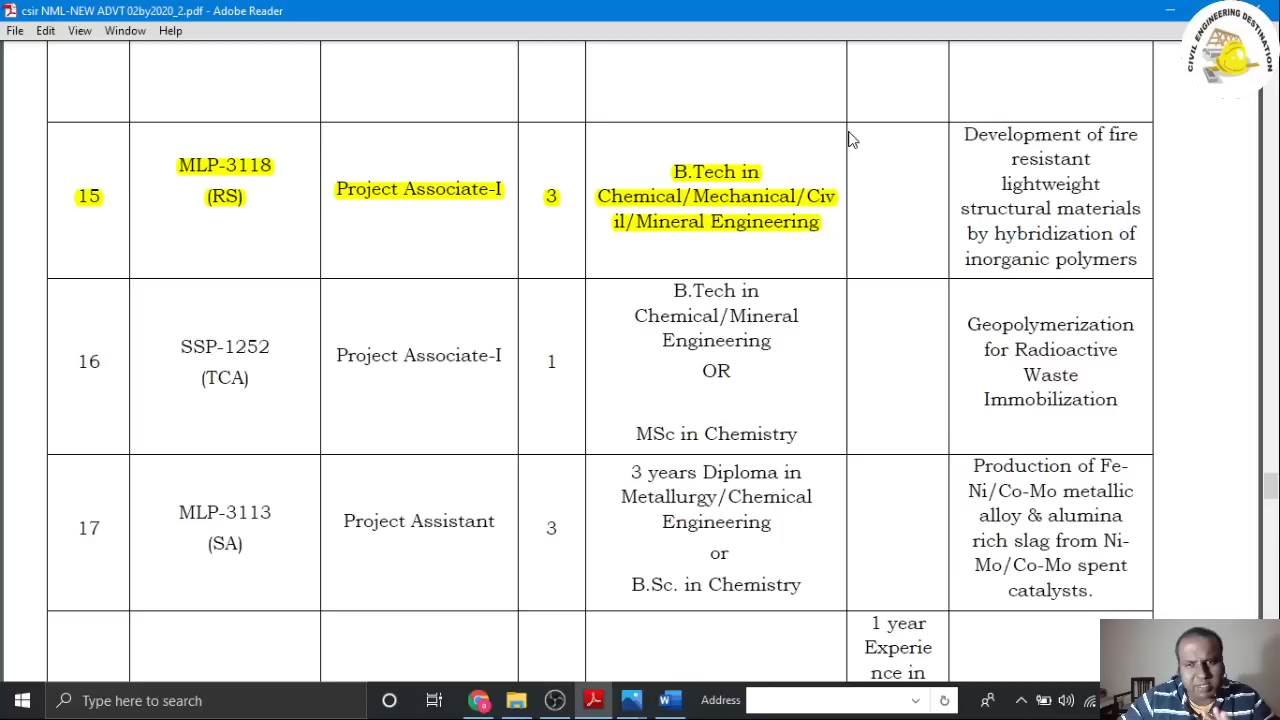 csir NML-NEW ADVT 02by2020_2.pdf - Adobe Reader
File Edit View Window Help
CIVIL ENGINEERING DESTINATION
15
MLP-3118
(RS)
Project Associate-I
3
B.Tech in
Chemical/Mechanical/Civ
il/Mineral Engineering
Development of fire
resistant
lightweight
structural materials
by hybridization of
inorganic polymers
16
SSP-1252
(TCA)
Project Associate-I
1
B.Tech in
Chemical/Mineral
Engineering
OR
MSc in Chemistry
Geopolymerization
for Radioactive
Waste
Immobilization
17
MLP-3113
(SA)
Project Assistant
3
3 years Diploma in
Metallurgy/Chemical
Engineering
or
B.Sc. in Chemistry
Production of Fe-
Ni/Co-Mo metallic
alloy & alumina
rich slag from Ni-
Mo/Co-Mo spent
catalysts.
1 year
Experie
nce in
Type here to search
Address